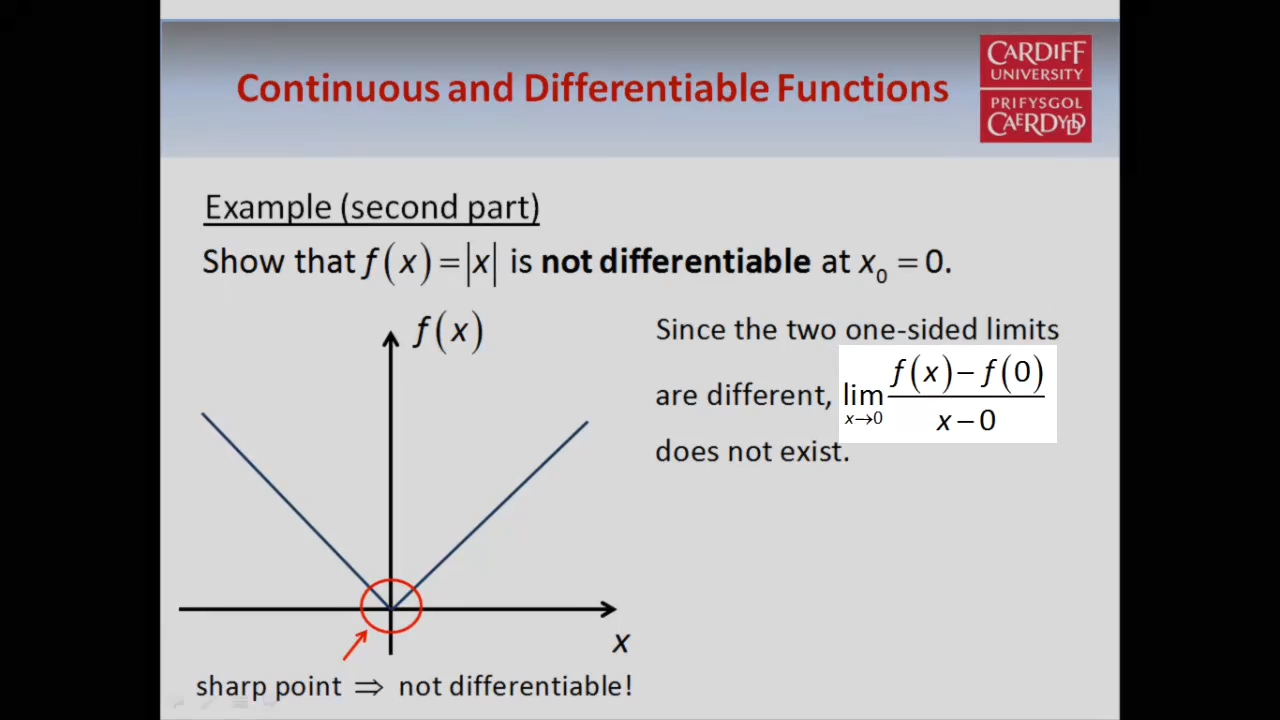 Continuous and Differentiable Functions
CARDIFF
UNIVERSITY
PRIFYSGOL
CAERDYDD
Example (second part)
Show that f(x) = |x| is not differentiable at x₀ = 0.
f(x)
Since the two one-sided limits
are different, lim x→0 (f(x) − f(0)) / (x − 0)
does not exist.
x
sharp point ⇒ not differentiable!